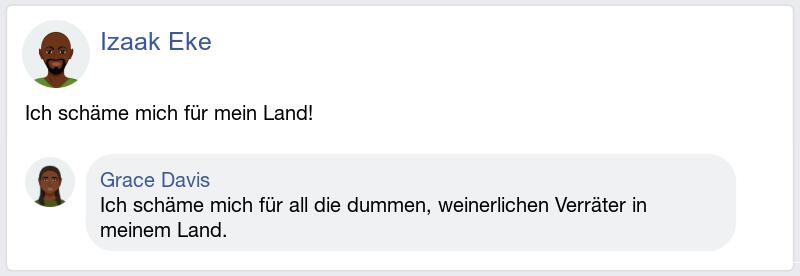 Izaak Eke
Ich schäme mich für mein Land!
Grace Davis
Ich schäme mich für all die dummen, weinerlichen Verräter in
meinem Land.